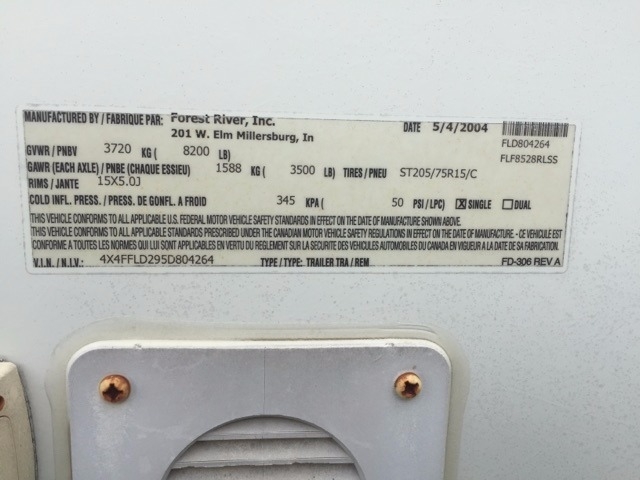 MANUFACTURED BY / FABRIQUE PAR: Forest River, Inc. DATE 5/4/2004 FLD804264
201 W. Elm Millersburg, In
GVWR / PNBV 3720 KG ( 8200 LB) FLF8528RLSS
GAWR (EACH AXLE) / PNBE (CHAQUE ESSIEU) 1588 KG ( 3500 LB) TIRES / PNEU ST205/75R15/C
RIMS / JANTE 15X5.0J
COLD INFL. PRESS. / PRESS. DE GONFL. A FROID 345 KPA ( 50 PSI / LPC) ☒ SINGLE ☐ DUAL
THIS VEHICLE CONFORMS TO ALL APPLICABLE U.S. FEDERAL MOTOR VEHICLE SAFETY STANDARDS IN EFFECT ON THE DATE OF MANUFACTURE SHOWN ABOVE.
THIS VEHICLE CONFORMS TO ALL APPLICABLE STANDARDS PRESCRIBED UNDER THE CANADIAN MOTOR VEHICLE SAFETY REGULATIONS IN EFFECT ON THE DATE OF MANUFACTURE - CE VEHICULE EST
CONFORME A TOUTES LES NORMES QUI LUI SONT APPLICABLES EN VERTU DU REGLEMENT SUR LA SECURITE DES VEHICULES AUTOMOBILES DU CANADA EN VIGUEUR A LA DATE DE SA FABRICATION
V.I.N. / N.I.V.: 4X4FFLD295D804264 TYPE / TYPE: TRAILER TRA / REM FD-306 REV A